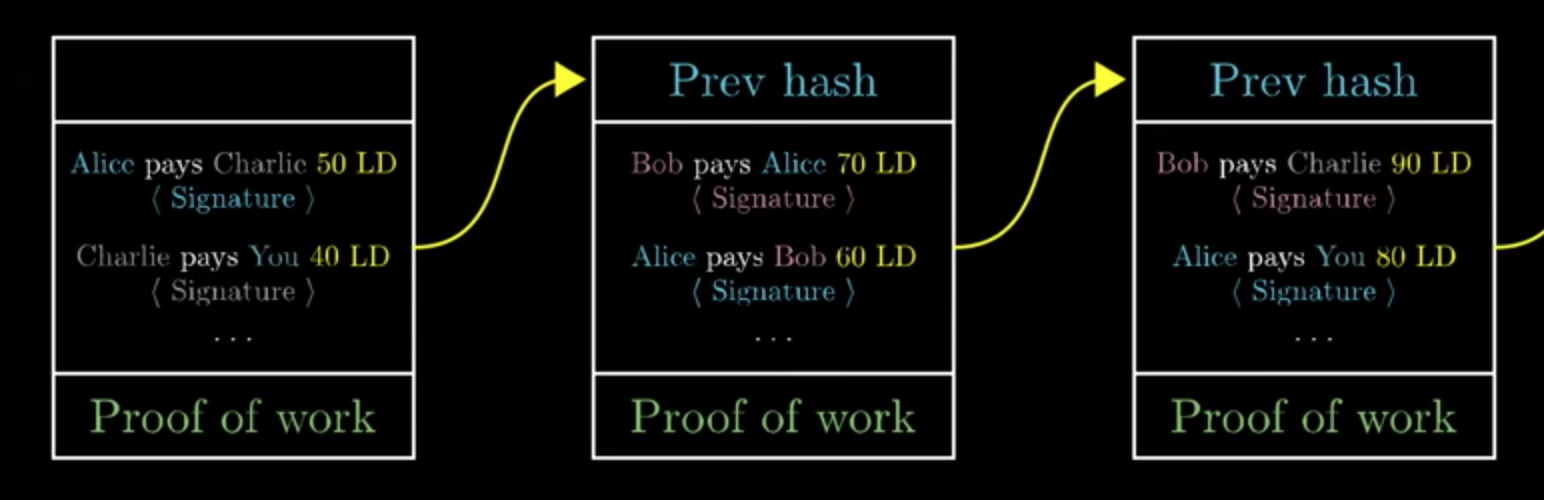 Alice pays Charlie 50 LD
⟨ Signature ⟩
Charlie pays You 40 LD
⟨ Signature ⟩
...
Proof of work
Prev hash
Bob pays Alice 70 LD
⟨ Signature ⟩
Alice pays Bob 60 LD
⟨ Signature ⟩
...
Proof of work
Prev hash
Bob pays Charlie 90 LD
⟨ Signature ⟩
Alice pays You 80 LD
⟨ Signature ⟩
...
Proof of work